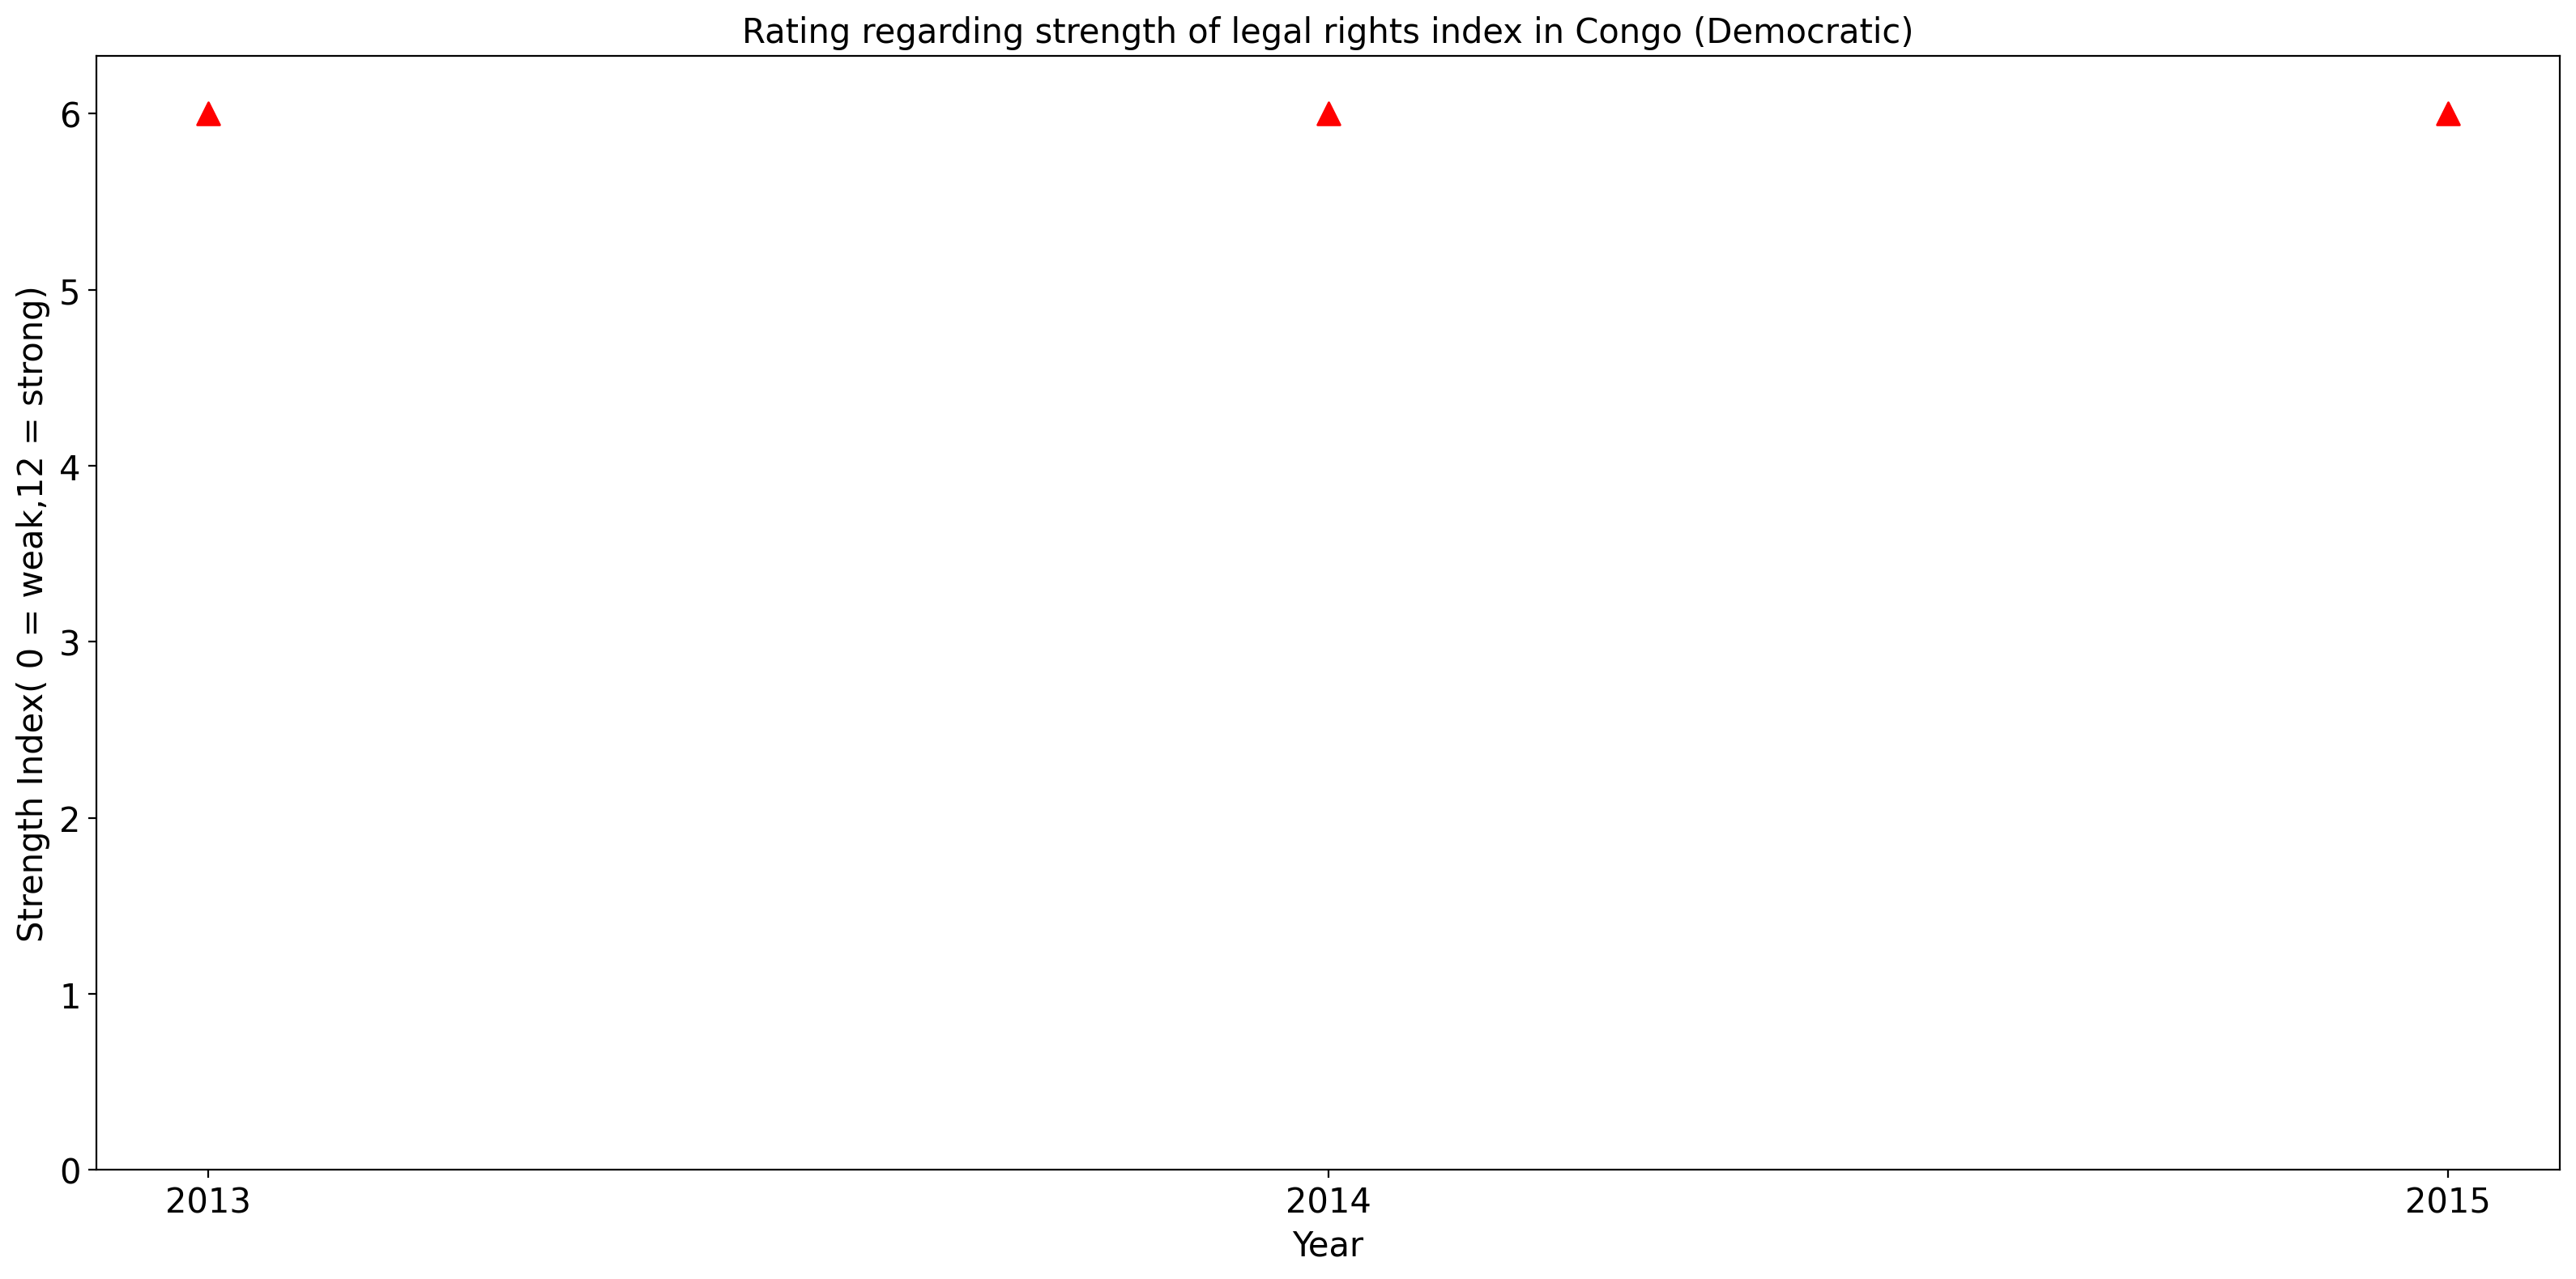 Rating regarding strength of legal rights index in Congo (Democratic)
Strength Index( 0 = weak,12 = strong)
6
5
4
3
2
1
0
2013 2014 2015
Year